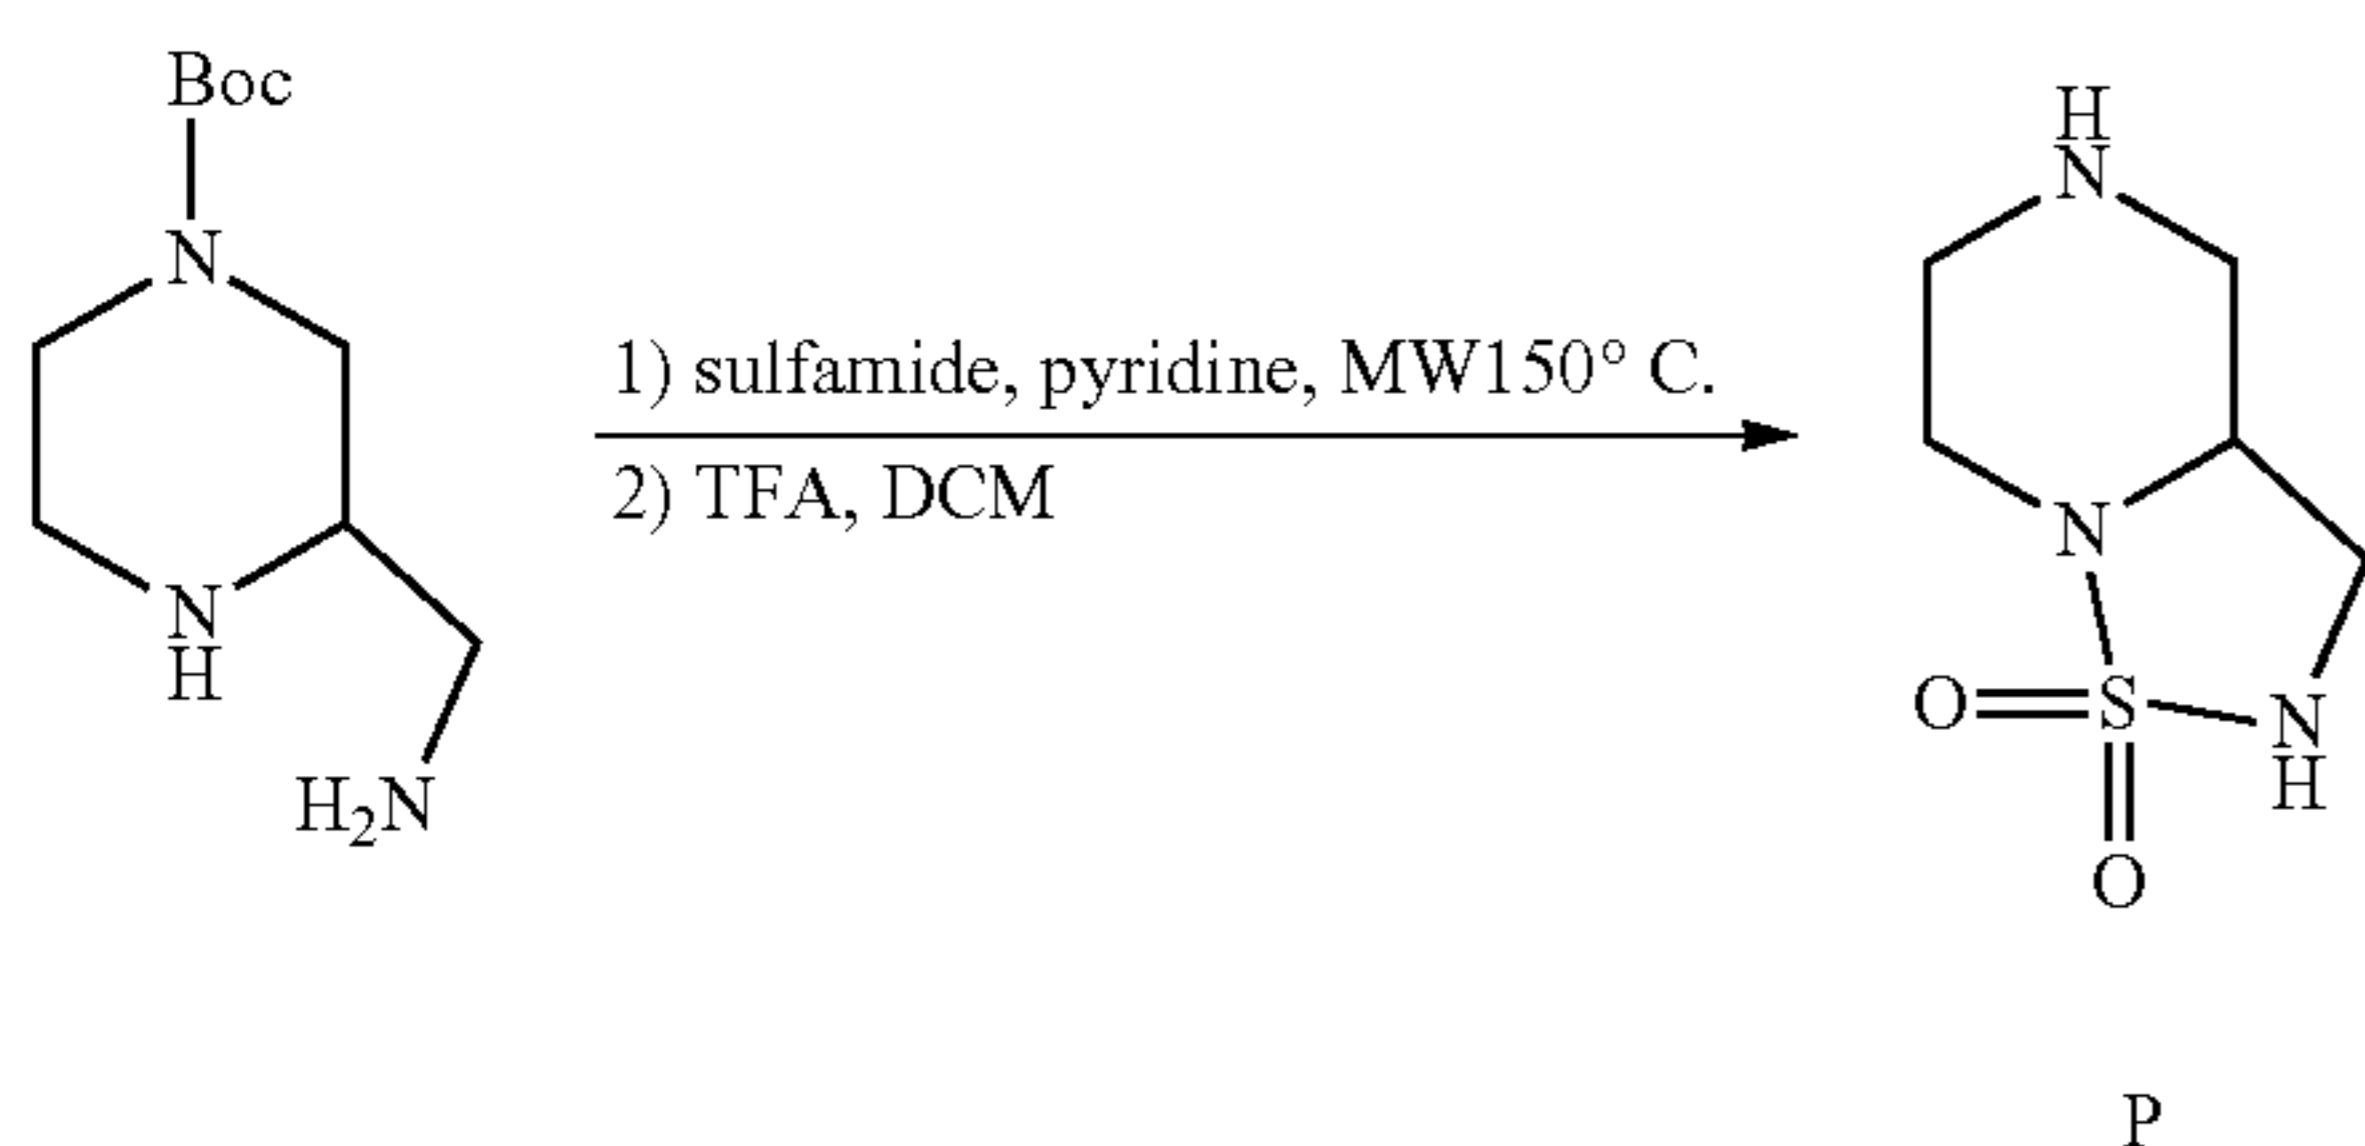 Boc
N
N
H
H₂N
1) sulfamide, pyridine, MW150° C.
2) TFA, DCM
H
N
N
O
S
N
H
O
P